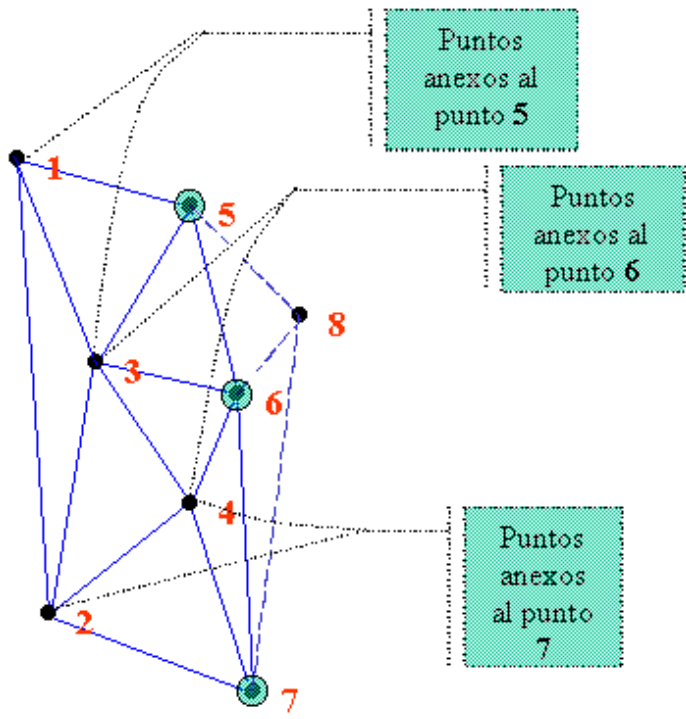 Puntos
anexos al
punto 5
1
5
Puntos
anexos al
punto 6
8
3
6
4
Puntos
anexos
al punto
7
2
7